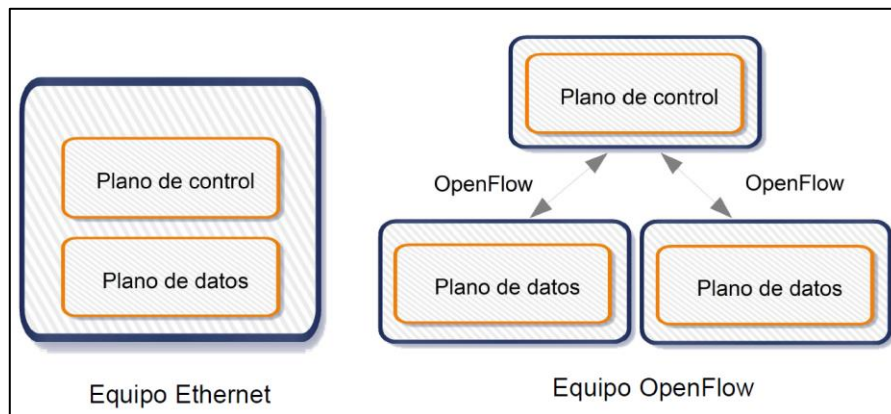 Plano de control
Plano de datos
Equipo Ethernet
Plano de control
OpenFlow
OpenFlow
Plano de datos
Plano de datos
Equipo OpenFlow